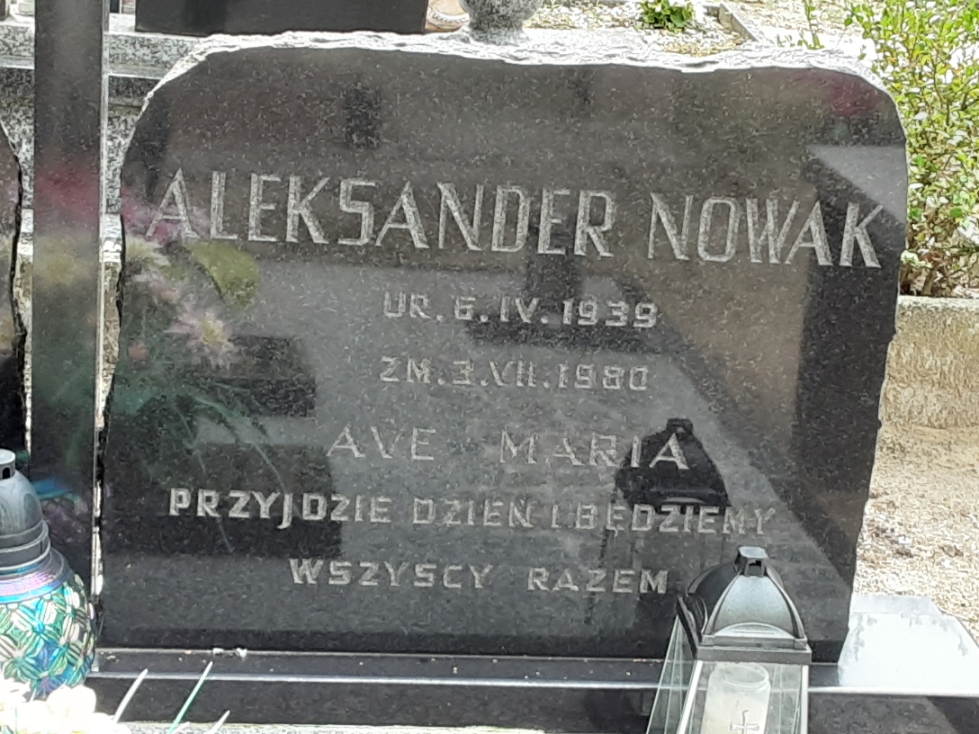 ALEKSANDER NOWAK
UR. 6.IV.1939
ZM.3.VII.1980
AVE MARIA
PRZYJDZIE DZIEŃ I BĘDZIEMY
WSZYSCY RAZEM